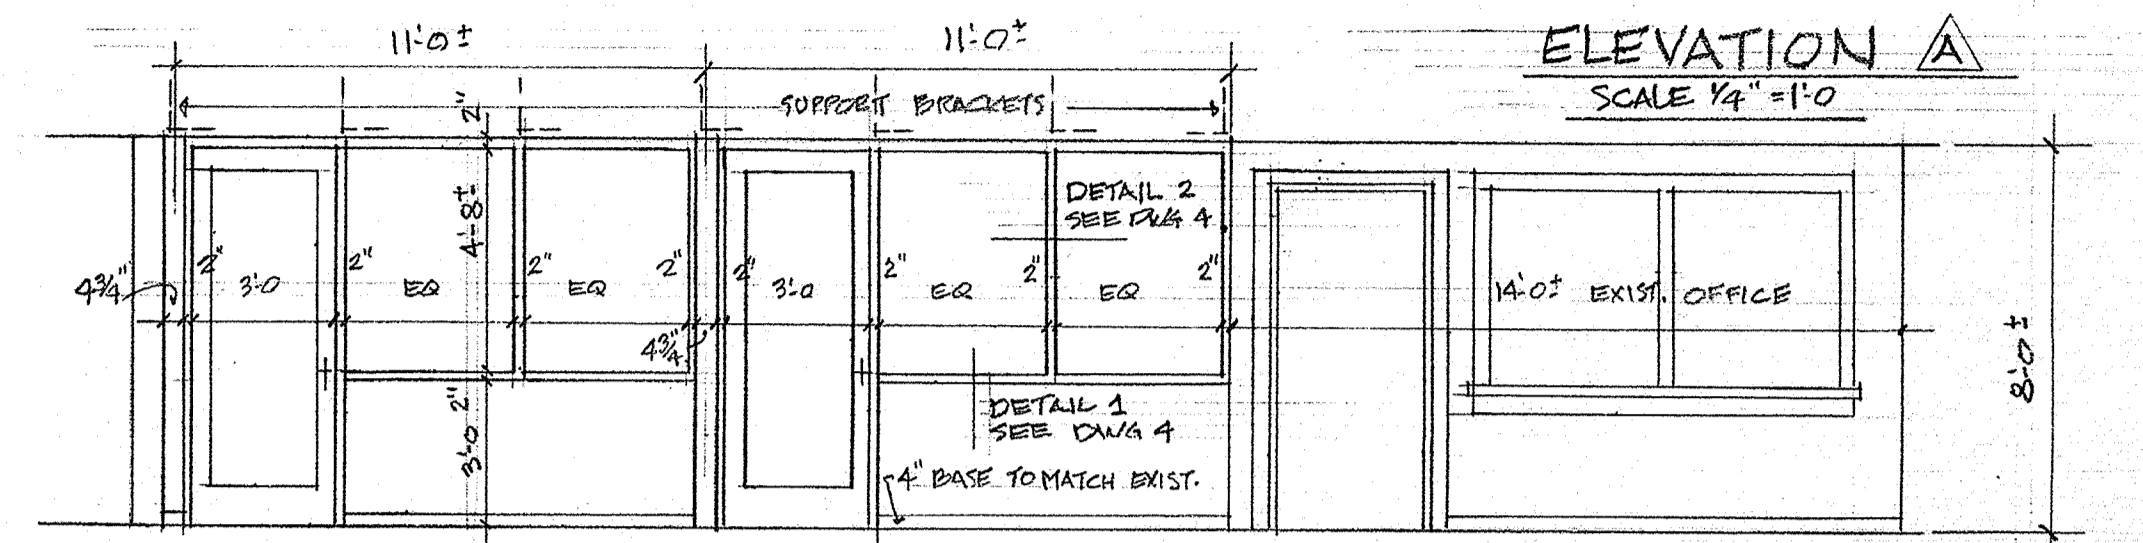 11'-0±
11'-0±
ELEVATION A
SCALE 1/4" = 1'-0
SUPPORT BRACKETS
2"
4'-8±
DETAIL 2
SEE DWG 4
4 3/4"
2"
3'-0
2"
EQ
2"
EQ
2"
4 3/4"
2"
3'-0
2"
EQ
2"
EQ
2"
14'-0± EXIST. OFFICE
8'-0±
2"
3'-0
DETAIL 1
SEE DWG 4
4" BASE TO MATCH EXIST.